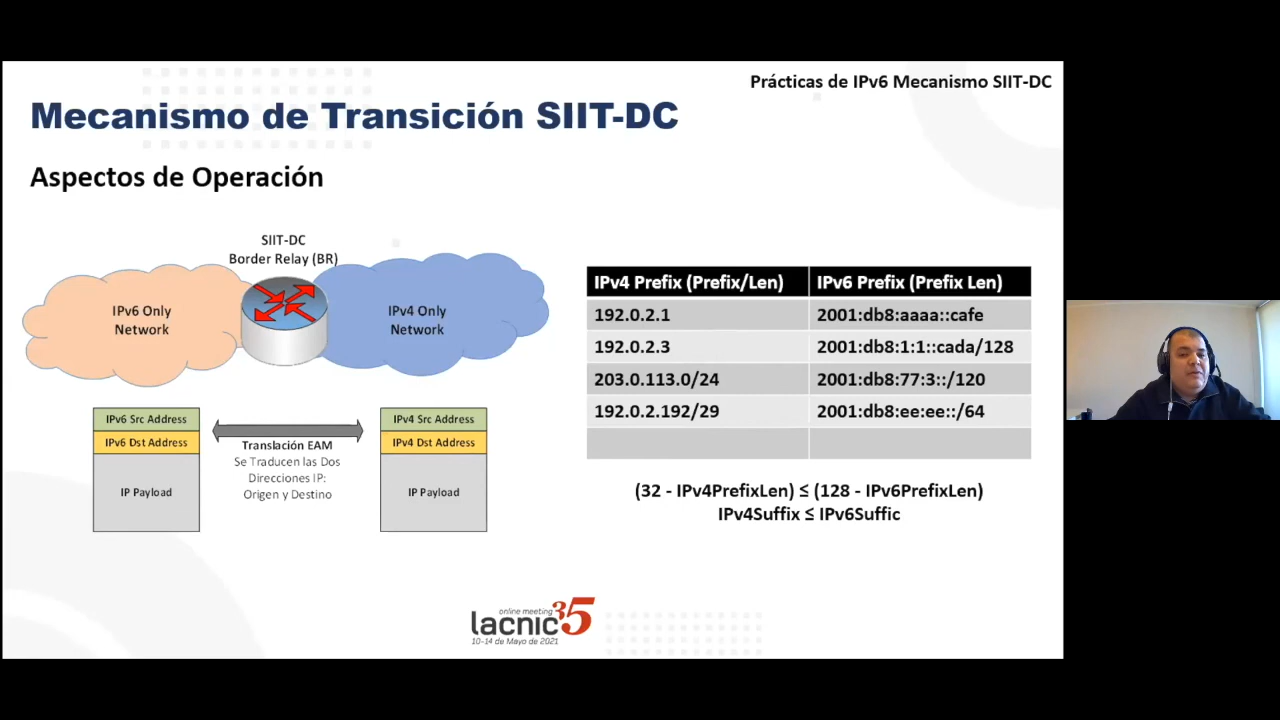 Prácticas de IPv6 Mecanismo SIIT-DC
Mecanismo de Transición SIIT-DC
Aspectos de Operación
SIIT-DC
Border Relay (BR)
IPv6 Only
Network
IPv4 Only
Network
IPv6 Src Address
IPv6 Dst Address
IP Payload
Translación EAM
Se Traducen las Dos
Direcciones IP:
Origen y Destino
IPv4 Src Address
IPv4 Dst Address
IP Payload
IPv4 Prefix (Prefix/Len) IPv6 Prefix (Prefix Len)
192.0.2.1 2001:db8:aaaa::cafe
192.0.2.3 2001:db8:1:1::cada/128
203.0.113.0/24 2001:db8:77:3::/120
192.0.2.192/29 2001:db8:ee:ee::/64
(32 - IPv4PrefixLen) ≤ (128 - IPv6PrefixLen)
IPv4Suffix ≤ IPv6Suffic
online meeting
lacnic35
10-14 de Mayo de 2021